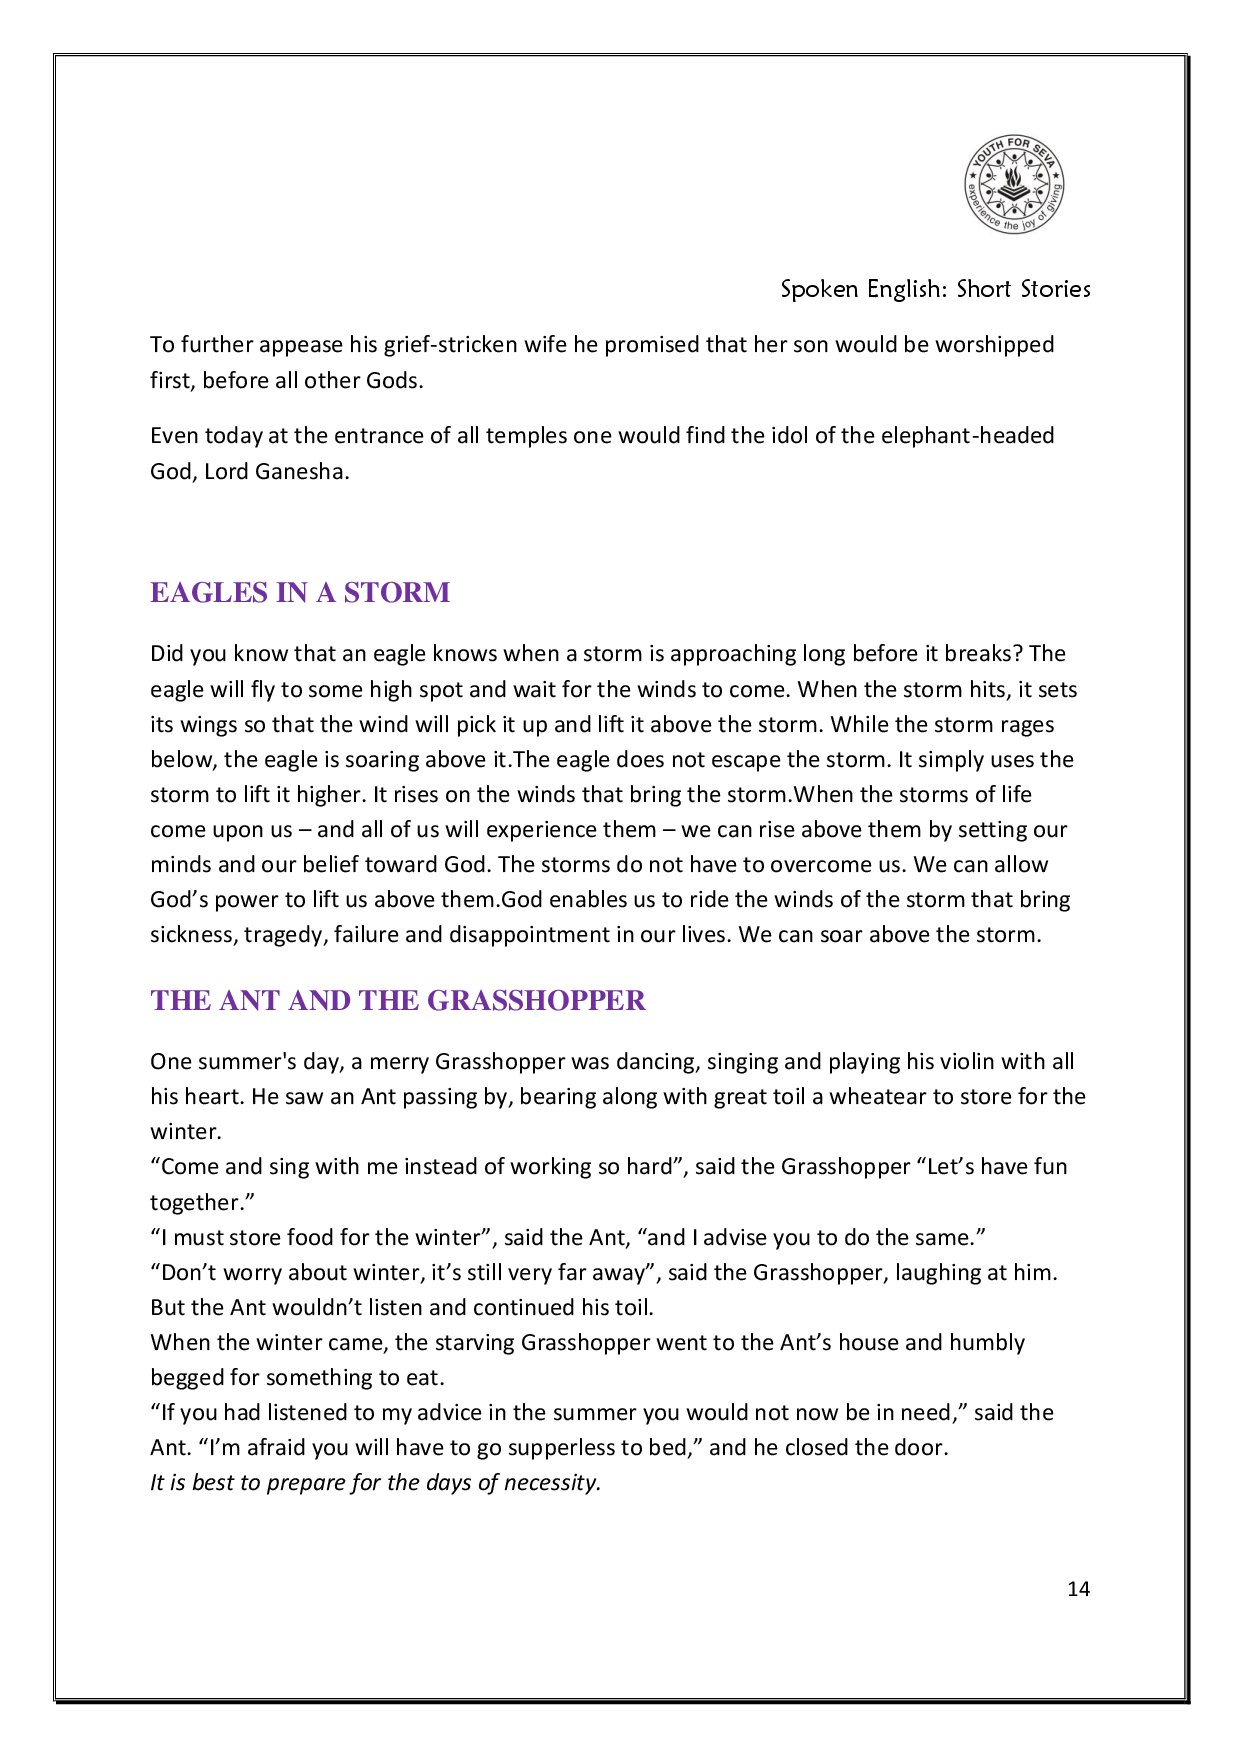 YOUTH FOR SEVA
experience the joy of giving
Spoken English: Short Stories
To further appease his grief-stricken wife he promised that her son would be worshipped
first, before all other Gods.
Even today at the entrance of all temples one would find the idol of the elephant-headed
God, Lord Ganesha.
EAGLES IN A STORM
Did you know that an eagle knows when a storm is approaching long before it breaks? The
eagle will fly to some high spot and wait for the winds to come. When the storm hits, it sets
its wings so that the wind will pick it up and lift it above the storm. While the storm rages
below, the eagle is soaring above it.The eagle does not escape the storm. It simply uses the
storm to lift it higher. It rises on the winds that bring the storm.When the storms of life
come upon us – and all of us will experience them – we can rise above them by setting our
minds and our belief toward God. The storms do not have to overcome us. We can allow
God’s power to lift us above them.God enables us to ride the winds of the storm that bring
sickness, tragedy, failure and disappointment in our lives. We can soar above the storm.
THE ANT AND THE GRASSHOPPER
One summer's day, a merry Grasshopper was dancing, singing and playing his violin with all
his heart. He saw an Ant passing by, bearing along with great toil a wheatear to store for the
winter.
“Come and sing with me instead of working so hard”, said the Grasshopper “Let’s have fun
together.”
“I must store food for the winter”, said the Ant, “and I advise you to do the same.”
“Don’t worry about winter, it’s still very far away”, said the Grasshopper, laughing at him.
But the Ant wouldn’t listen and continued his toil.
When the winter came, the starving Grasshopper went to the Ant’s house and humbly
begged for something to eat.
“If you had listened to my advice in the summer you would not now be in need,” said the
Ant. “I’m afraid you will have to go supperless to bed,” and he closed the door.
It is best to prepare for the days of necessity.
14